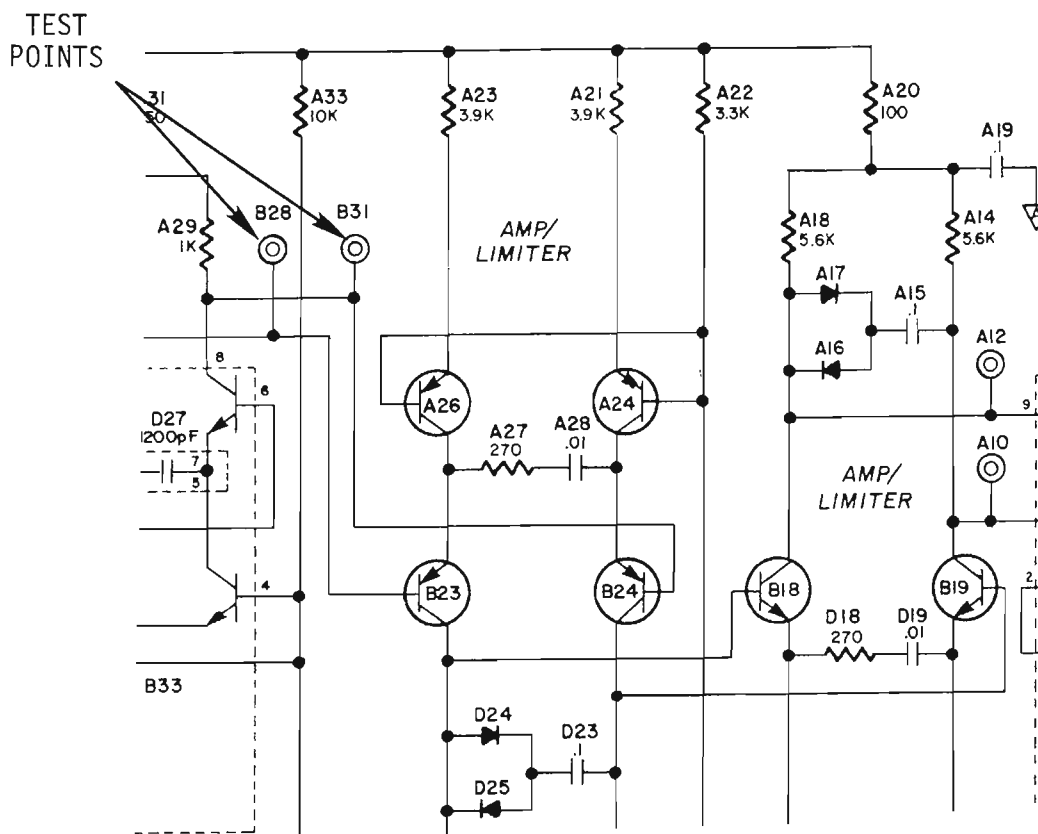 TEST
POINTS
.31
50
A33
10K
A23
3.9K
A21
3.9K
A22
3.3K
A20
100
A19
.1
A29
1K
B28
B31
AMP/
LIMITER
A18
5.6K
A14
5.6K
A17
A15
.1
A16
A12
8
6
9
D27
1200pF
7
5
A26
A24
A27
270
A28
.01
A10
AMP/
LIMITER
4
B23
B24
B18
B19
2
D18
270
D19
.01
B33
D24
D23
.1
D25